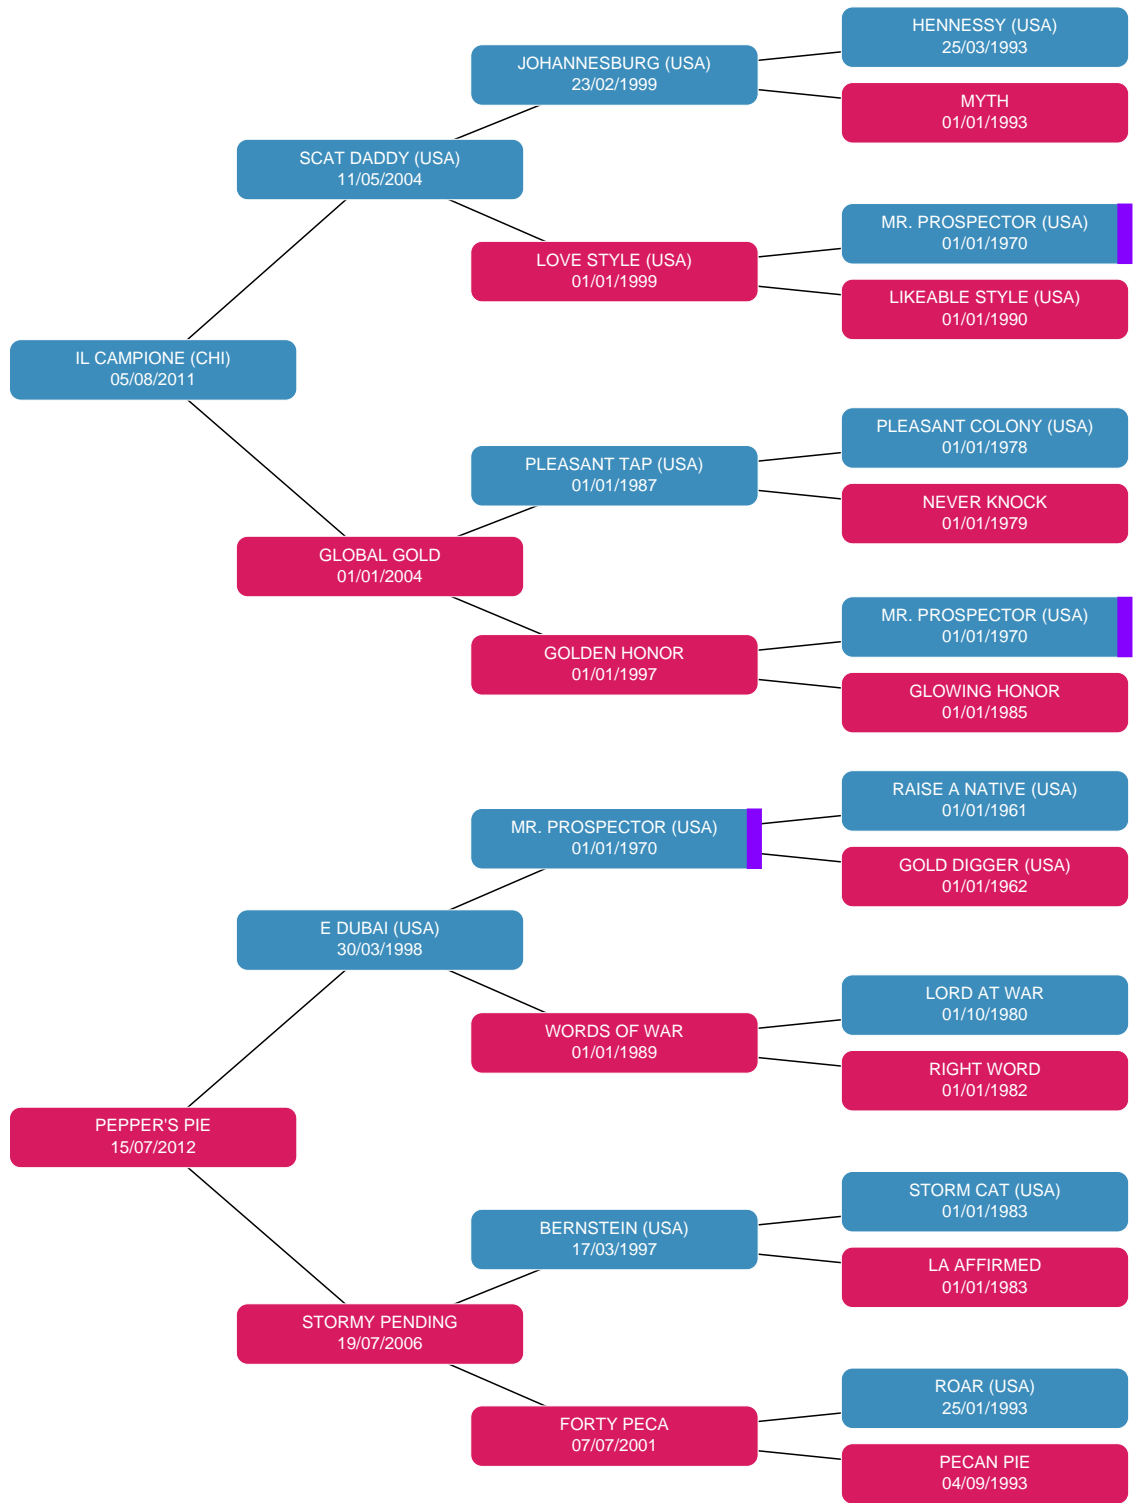 HENNESSY (USA)
25/03/1993
JOHANNESBURG (USA)
23/02/1999
MYTH
01/01/1993
SCAT DADDY (USA)
11/05/2004
MR. PROSPECTOR (USA)
01/01/1970
LOVE STYLE (USA)
01/01/1999
LIKEABLE STYLE (USA)
01/01/1990
IL CAMPIONE (CHI)
05/08/2011
PLEASANT COLONY (USA)
01/01/1978
PLEASANT TAP (USA)
01/01/1987
NEVER KNOCK
01/01/1979
GLOBAL GOLD
01/01/2004
MR. PROSPECTOR (USA)
01/01/1970
GOLDEN HONOR
01/01/1997
GLOWING HONOR
01/01/1985
RAISE A NATIVE (USA)
01/01/1961
MR. PROSPECTOR (USA)
01/01/1970
GOLD DIGGER (USA)
01/01/1962
E DUBAI (USA)
30/03/1998
LORD AT WAR
01/10/1980
WORDS OF WAR
01/01/1989
RIGHT WORD
01/01/1982
PEPPER'S PIE
15/07/2012
STORM CAT (USA)
01/01/1983
BERNSTEIN (USA)
17/03/1997
LA AFFIRMED
01/01/1983
STORMY PENDING
19/07/2006
ROAR (USA)
25/01/1993
FORTY PECA
07/07/2001
PECAN PIE
04/09/1993